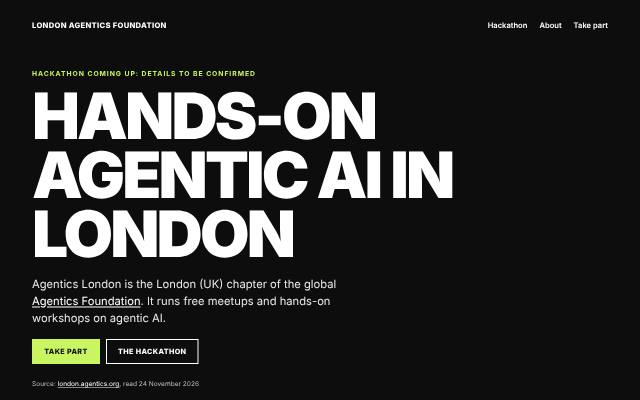 LONDON AGENTICS FOUNDATION
Hackathon About Take part
HACKATHON COMING UP: DETAILS TO BE CONFIRMED
HANDS-ON
AGENTIC AI IN
LONDON
Agentics London is the London (UK) chapter of the global
Agentics Foundation. It runs free meetups and hands-on
workshops on agentic AI.
TAKE PART
THE HACKATHON
Source: london.agentics.org, read 24 November 2026